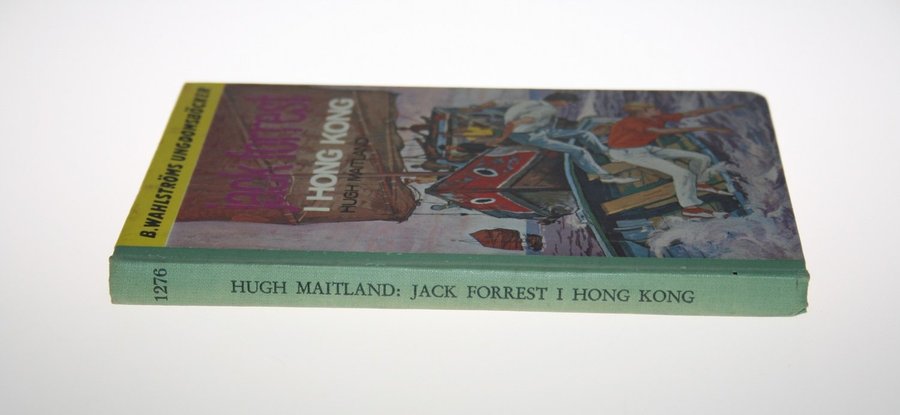 B. WAHLSTRÖMS UNGDOMSBÖCKER
Jack Forrest
I HONG KONG
HUGH MAITLAND
1276
HUGH MAITLAND: JACK FORREST I HONG KONG